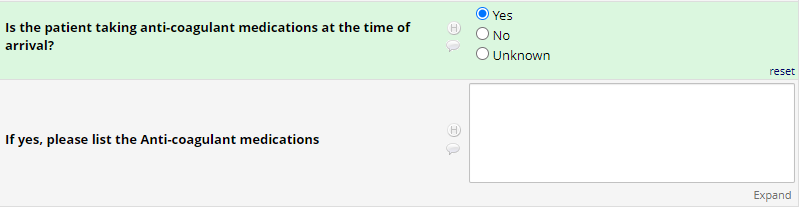 Is the patient taking anti-coagulant medications at the time of
arrival?
H
Yes
No
Unknown
reset
If yes, please list the Anti-coagulant medications
H
Expand